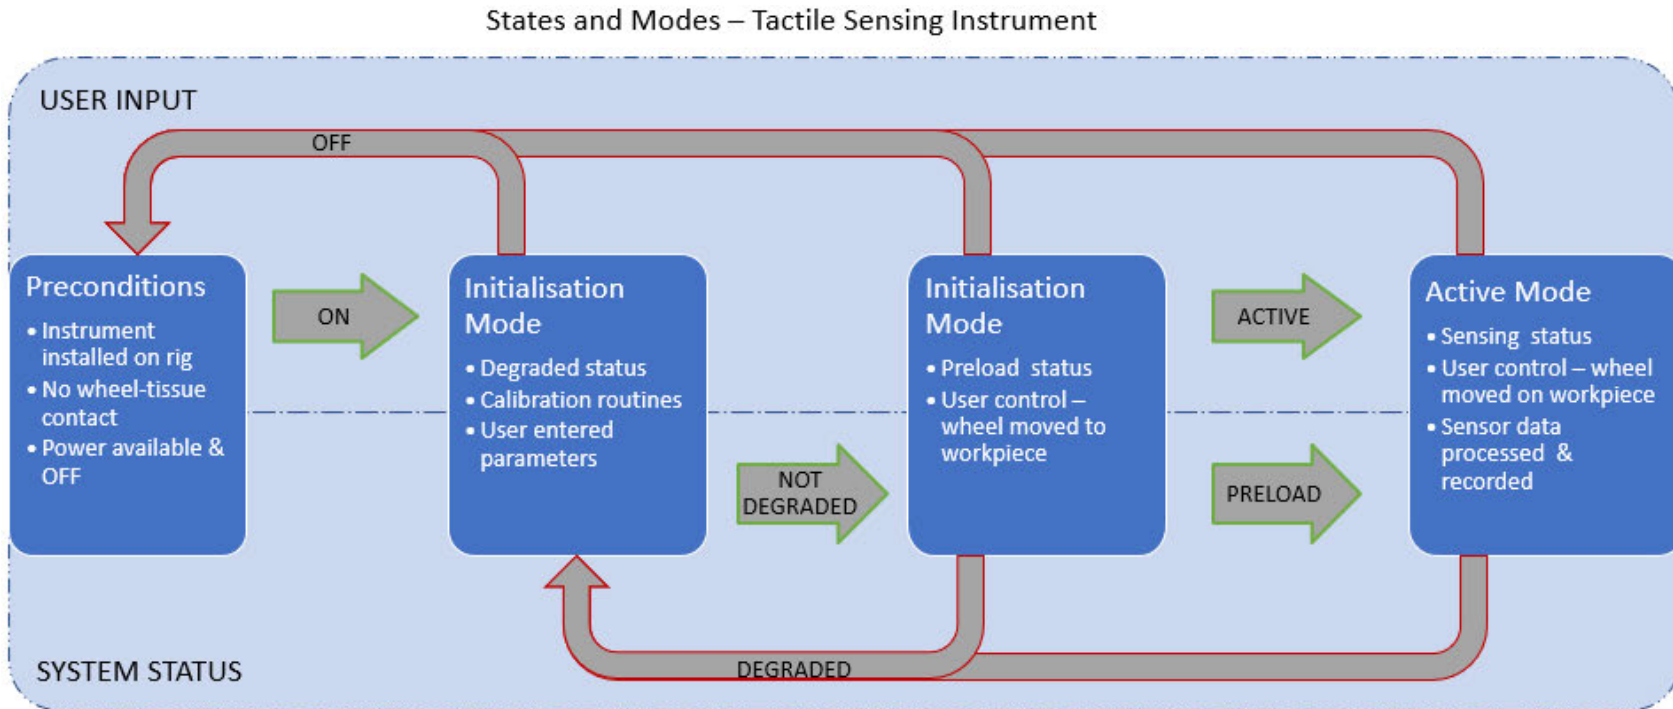 States and Modes – Tactile Sensing Instrument
USER INPUT
OFF
Preconditions
• Instrument
installed on rig
• No wheel-tissue
contact
• Power available &
OFF
ON
Initialisation
Mode
• Degraded status
• Calibration routines
• User entered
parameters
NOT
DEGRADED
Initialisation
Mode
• Preload status
• User control –
wheel moved to
workpiece
ACTIVE
PRELOAD
Active Mode
• Sensing status
• User control – wheel
moved on workpiece
• Sensor data
processed &
recorded
DEGRADED
SYSTEM STATUS